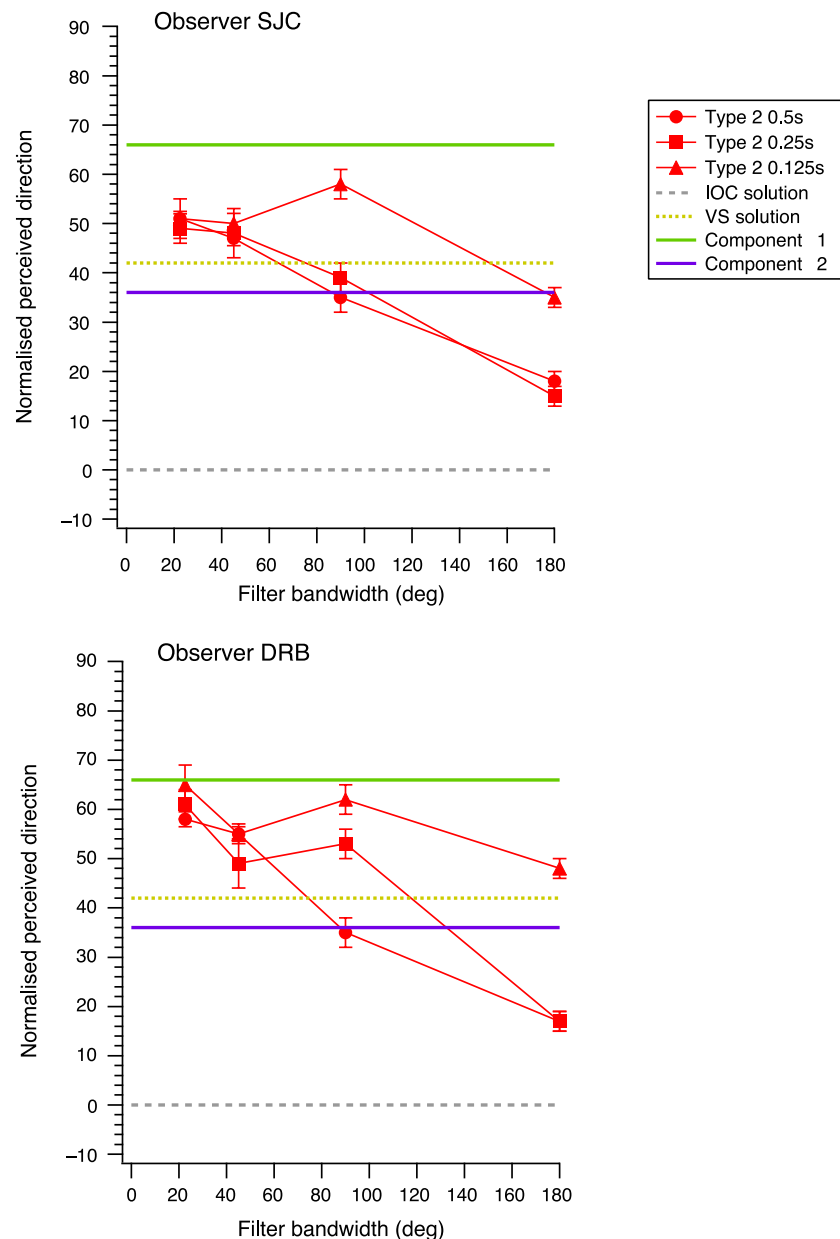 Observer SJC
90
80
70
60
50
40
30
20
10
0
−10
Normalised perceived direction
0 20 40 60 80 100 120 140 160 180
Filter bandwidth (deg)
Type 2 0.5s
Type 2 0.25s
Type 2 0.125s
IOC solution
VS solution
Component 1
Component 2
Observer DRB
90
80
70
60
50
40
30
20
10
0
−10
Normalised perceived direction
0 20 40 60 80 100 120 140 160 180
Filter bandwidth (deg)